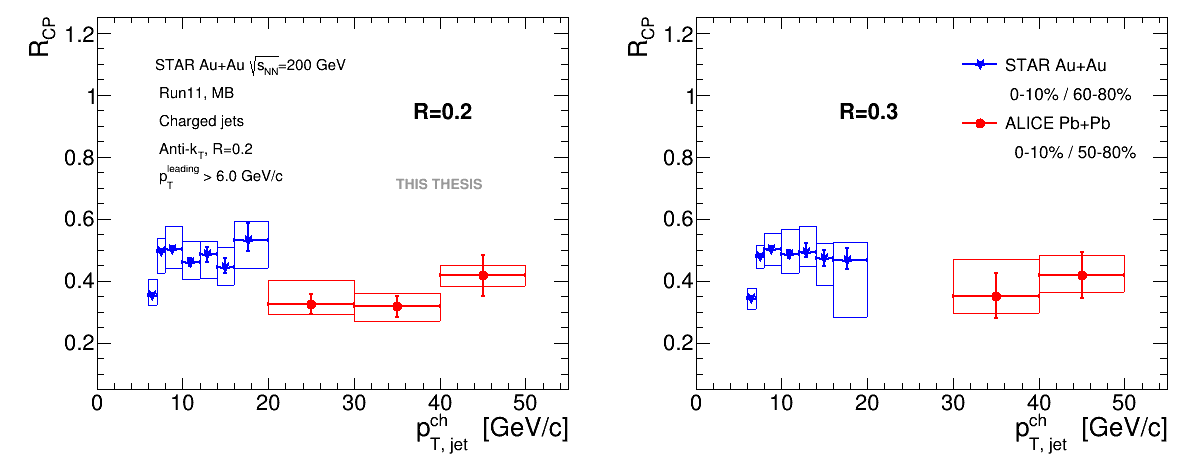 R_CP
1.2
1
0.8
0.6
0.4
0.2
STAR Au+Au √s_NN=200 GeV
Run11, MB
Charged jets
Anti-k_T, R=0.2
p_T^leading > 6.0 GeV/c
R=0.2
THIS THESIS
0 10 20 30 40 50
p_T, jet^ch [GeV/c]
R_CP
1.2
1
0.8
0.6
0.4
0.2
R=0.3
STAR Au+Au
0-10% / 60-80%
ALICE Pb+Pb
0-10% / 50-80%
0 10 20 30 40 50
p_T, jet^ch [GeV/c]